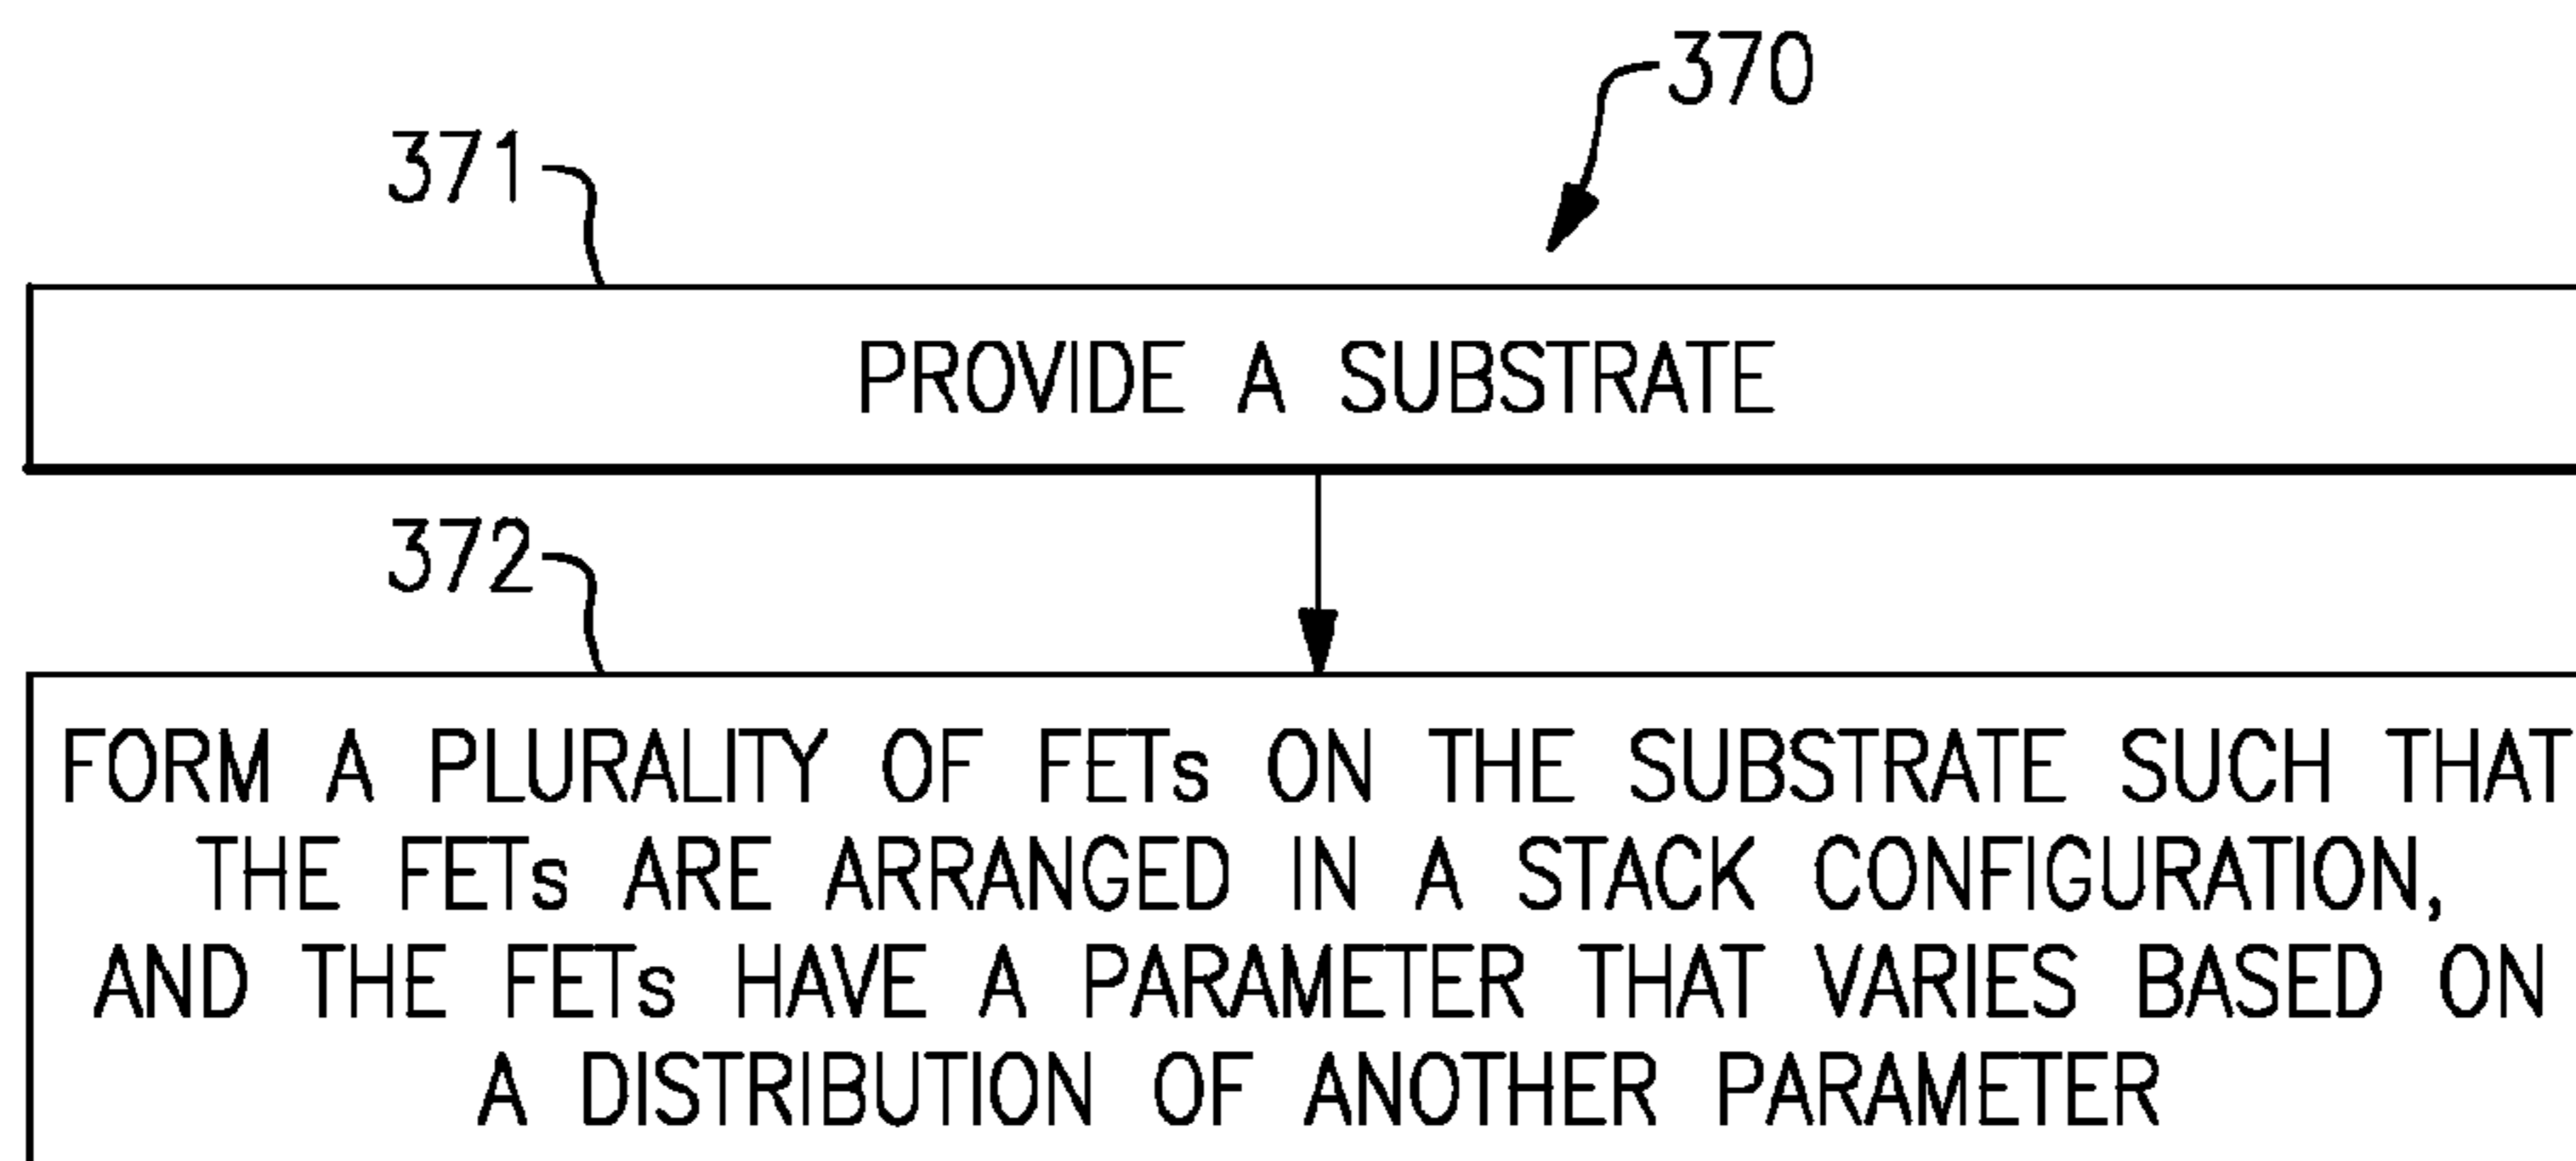 370
371
PROVIDE A SUBSTRATE
372
FORM A PLURALITY OF FETs ON THE SUBSTRATE SUCH THAT
THE FETs ARE ARRANGED IN A STACK CONFIGURATION,
AND THE FETs HAVE A PARAMETER THAT VARIES BASED ON
A DISTRIBUTION OF ANOTHER PARAMETER